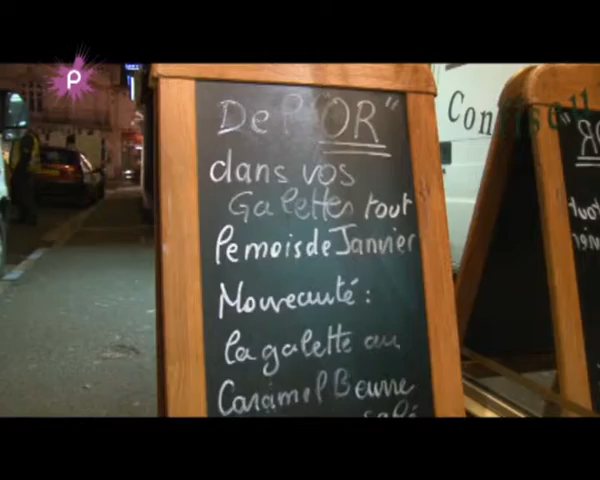 P
De l'"OR"
dans vos
Galettes tout
le mois de Janvier
Nouveauté :
la galette au
Caramel Beurre
salé